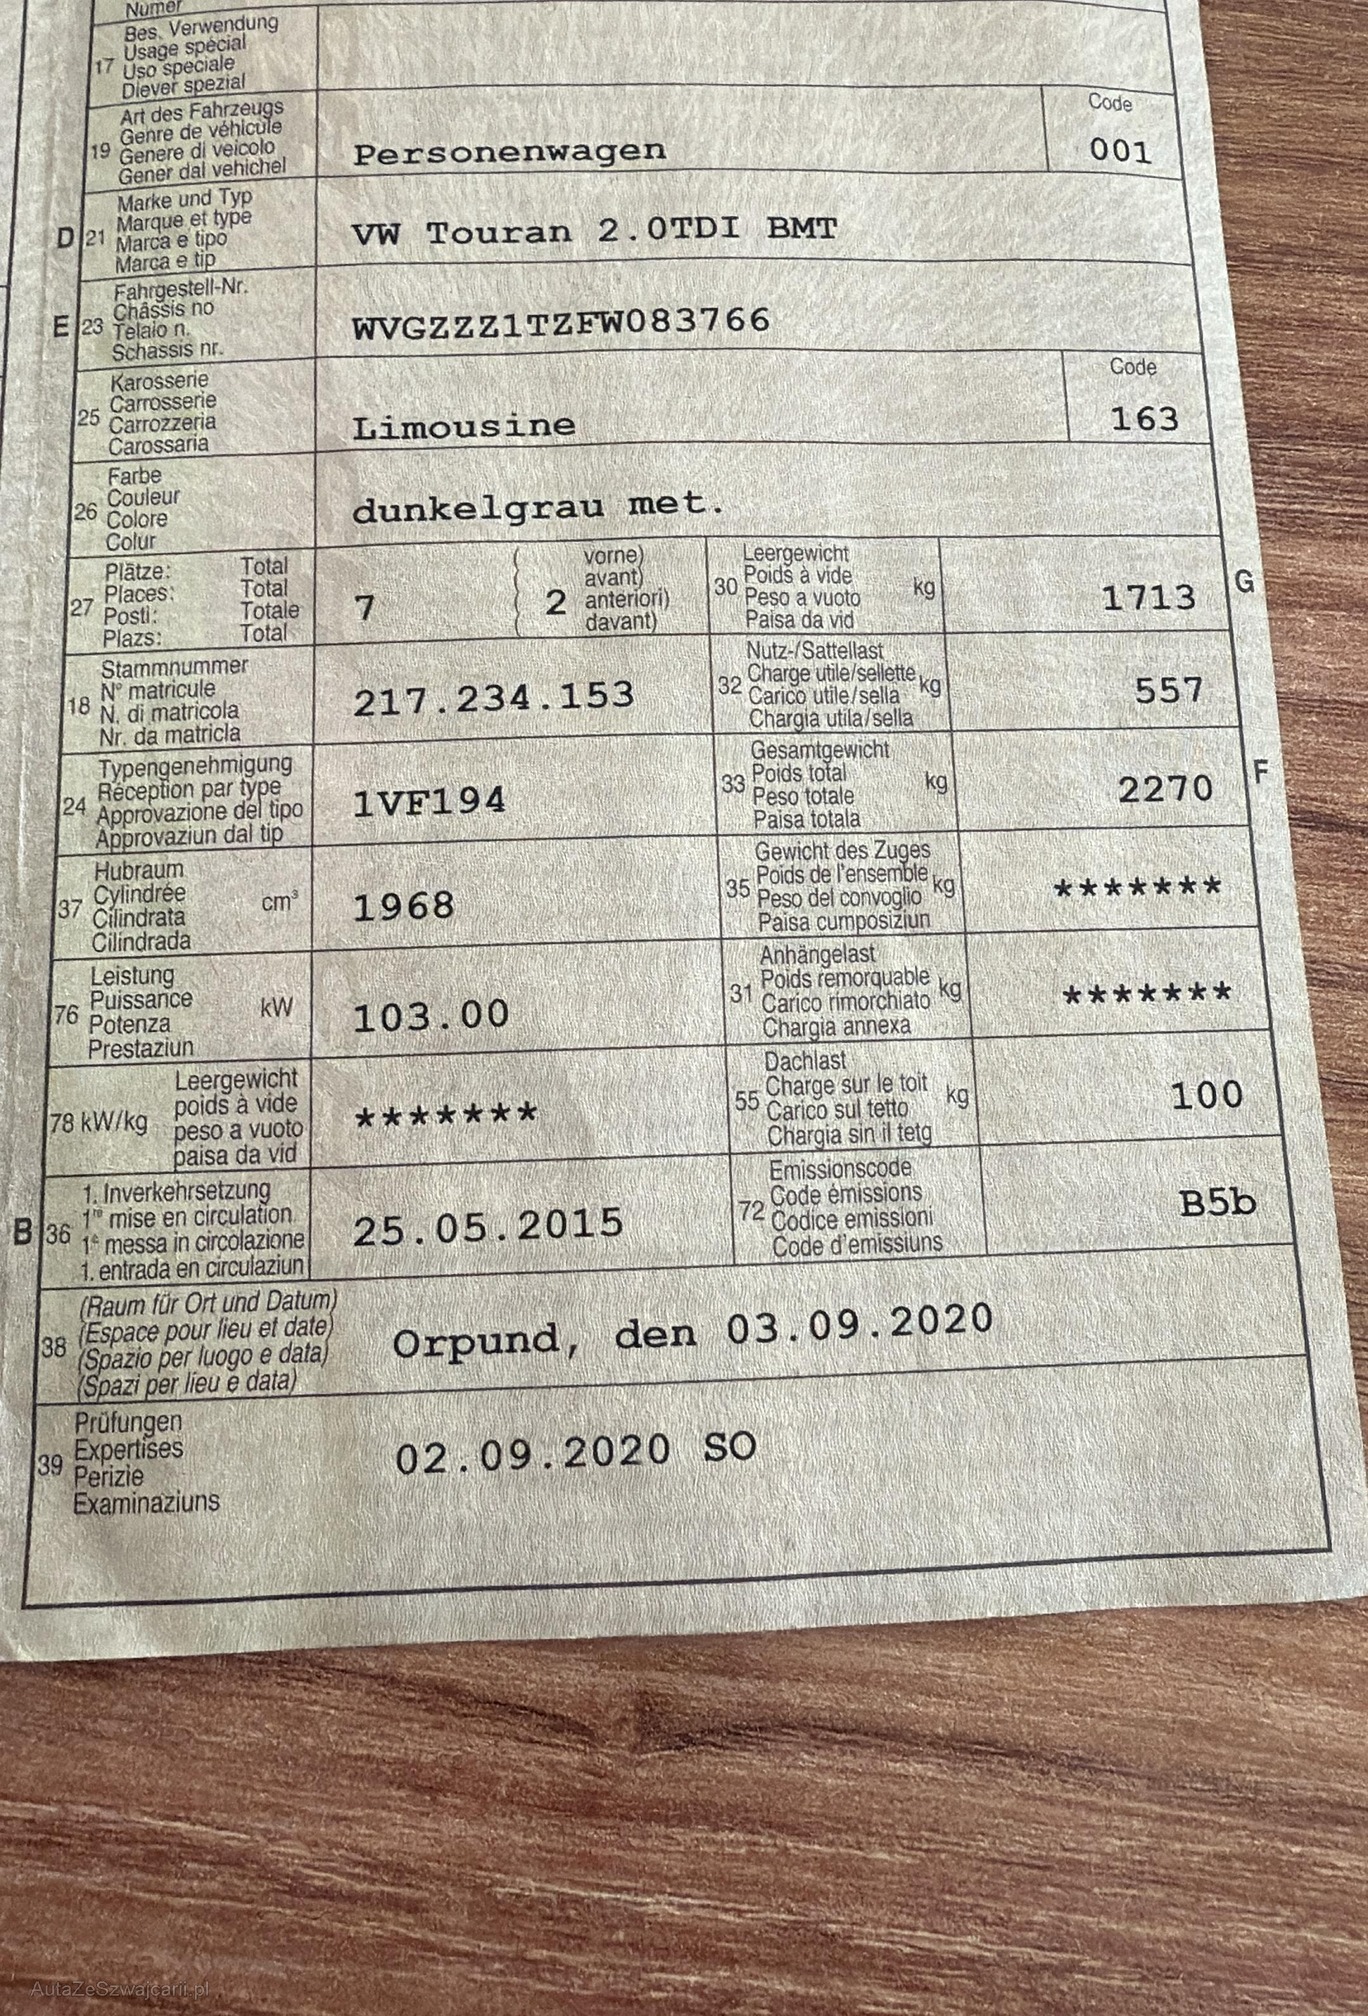 Numer
17 Bes. Verwendung
Usage spécial
Uso speciale
Diever spezial
19 Art des Fahrzeugs
Genre de véhicule
Genere di veicolo
Gener dal vehichel
Personenwagen
Code
001
D 21 Marke und Typ
Marque et type
Marca e tipo
Marca e tip
VW Touran 2.0TDI BMT
E 23 Fahrgestell-Nr.
Châssis no
Telaio n.
Schassis nr.
WVGZZZ1TZFW083766
25 Karosserie
Carrosserie
Carrozzeria
Carossaria
Limousine
Code
163
26 Farbe
Couleur
Colore
Colur
dunkelgrau met.
27 Plätze: Total
Places: Total
Posti: Totale
Plazs: Total
7
2
vorne)
avant)
anteriori)
davant)
30 Leergewicht
Poids à vide
Peso a vuoto
Paisa da vid
kg
1713
G
18 Stammnummer
N° matricule
N. di matricola
Nr. da matricla
217.234.153
32 Nutz-/Sattellast
Charge utile/sellette
Carico utile/sella
Chargia utila/sella
kg
557
24 Typengenehmigung
Réception par type
Approvazione del tipo
Approvaziun dal tip
1VF194
33 Gesamtgewicht
Poids total
Peso totale
Paisa totala
kg
2270
F
37 Hubraum
Cylindrée
Cilindrata
Cilindrada
cm³
1968
35 Gewicht des Zuges
Poids de l'ensemble
Peso del convoglio
Paisa cumposiziun
kg
*******
76 Leistung
Puissance
Potenza
Prestaziun
kW
103.00
31 Anhängelast
Poids remorquable
Carico rimorchiato
Chargia annexa
kg
*******
78 kW/kg
Leergewicht
poids à vide
peso a vuoto
paisa da vid
*******
55 Dachlast
Charge sur le toit
Carico sul tetto
Chargia sin il tetg
kg
100
B 36 1. Inverkehrsetzung
1re mise en circulation
1e messa in circolazione
1. entrada en circulaziun
25.05.2015
72 Emissionscode
Code émissions
Codice emissioni
Code d'emissiuns
B5b
38 (Raum für Ort und Datum)
(Espace pour lieu et date)
(Spazio per luogo e data)
(Spazi per lieu e data)
Orpund, den 03.09.2020
39 Prüfungen
Expertises
Perizie
Examinaziuns
02.09.2020 SO
AutaZeSzwajcarii.pl